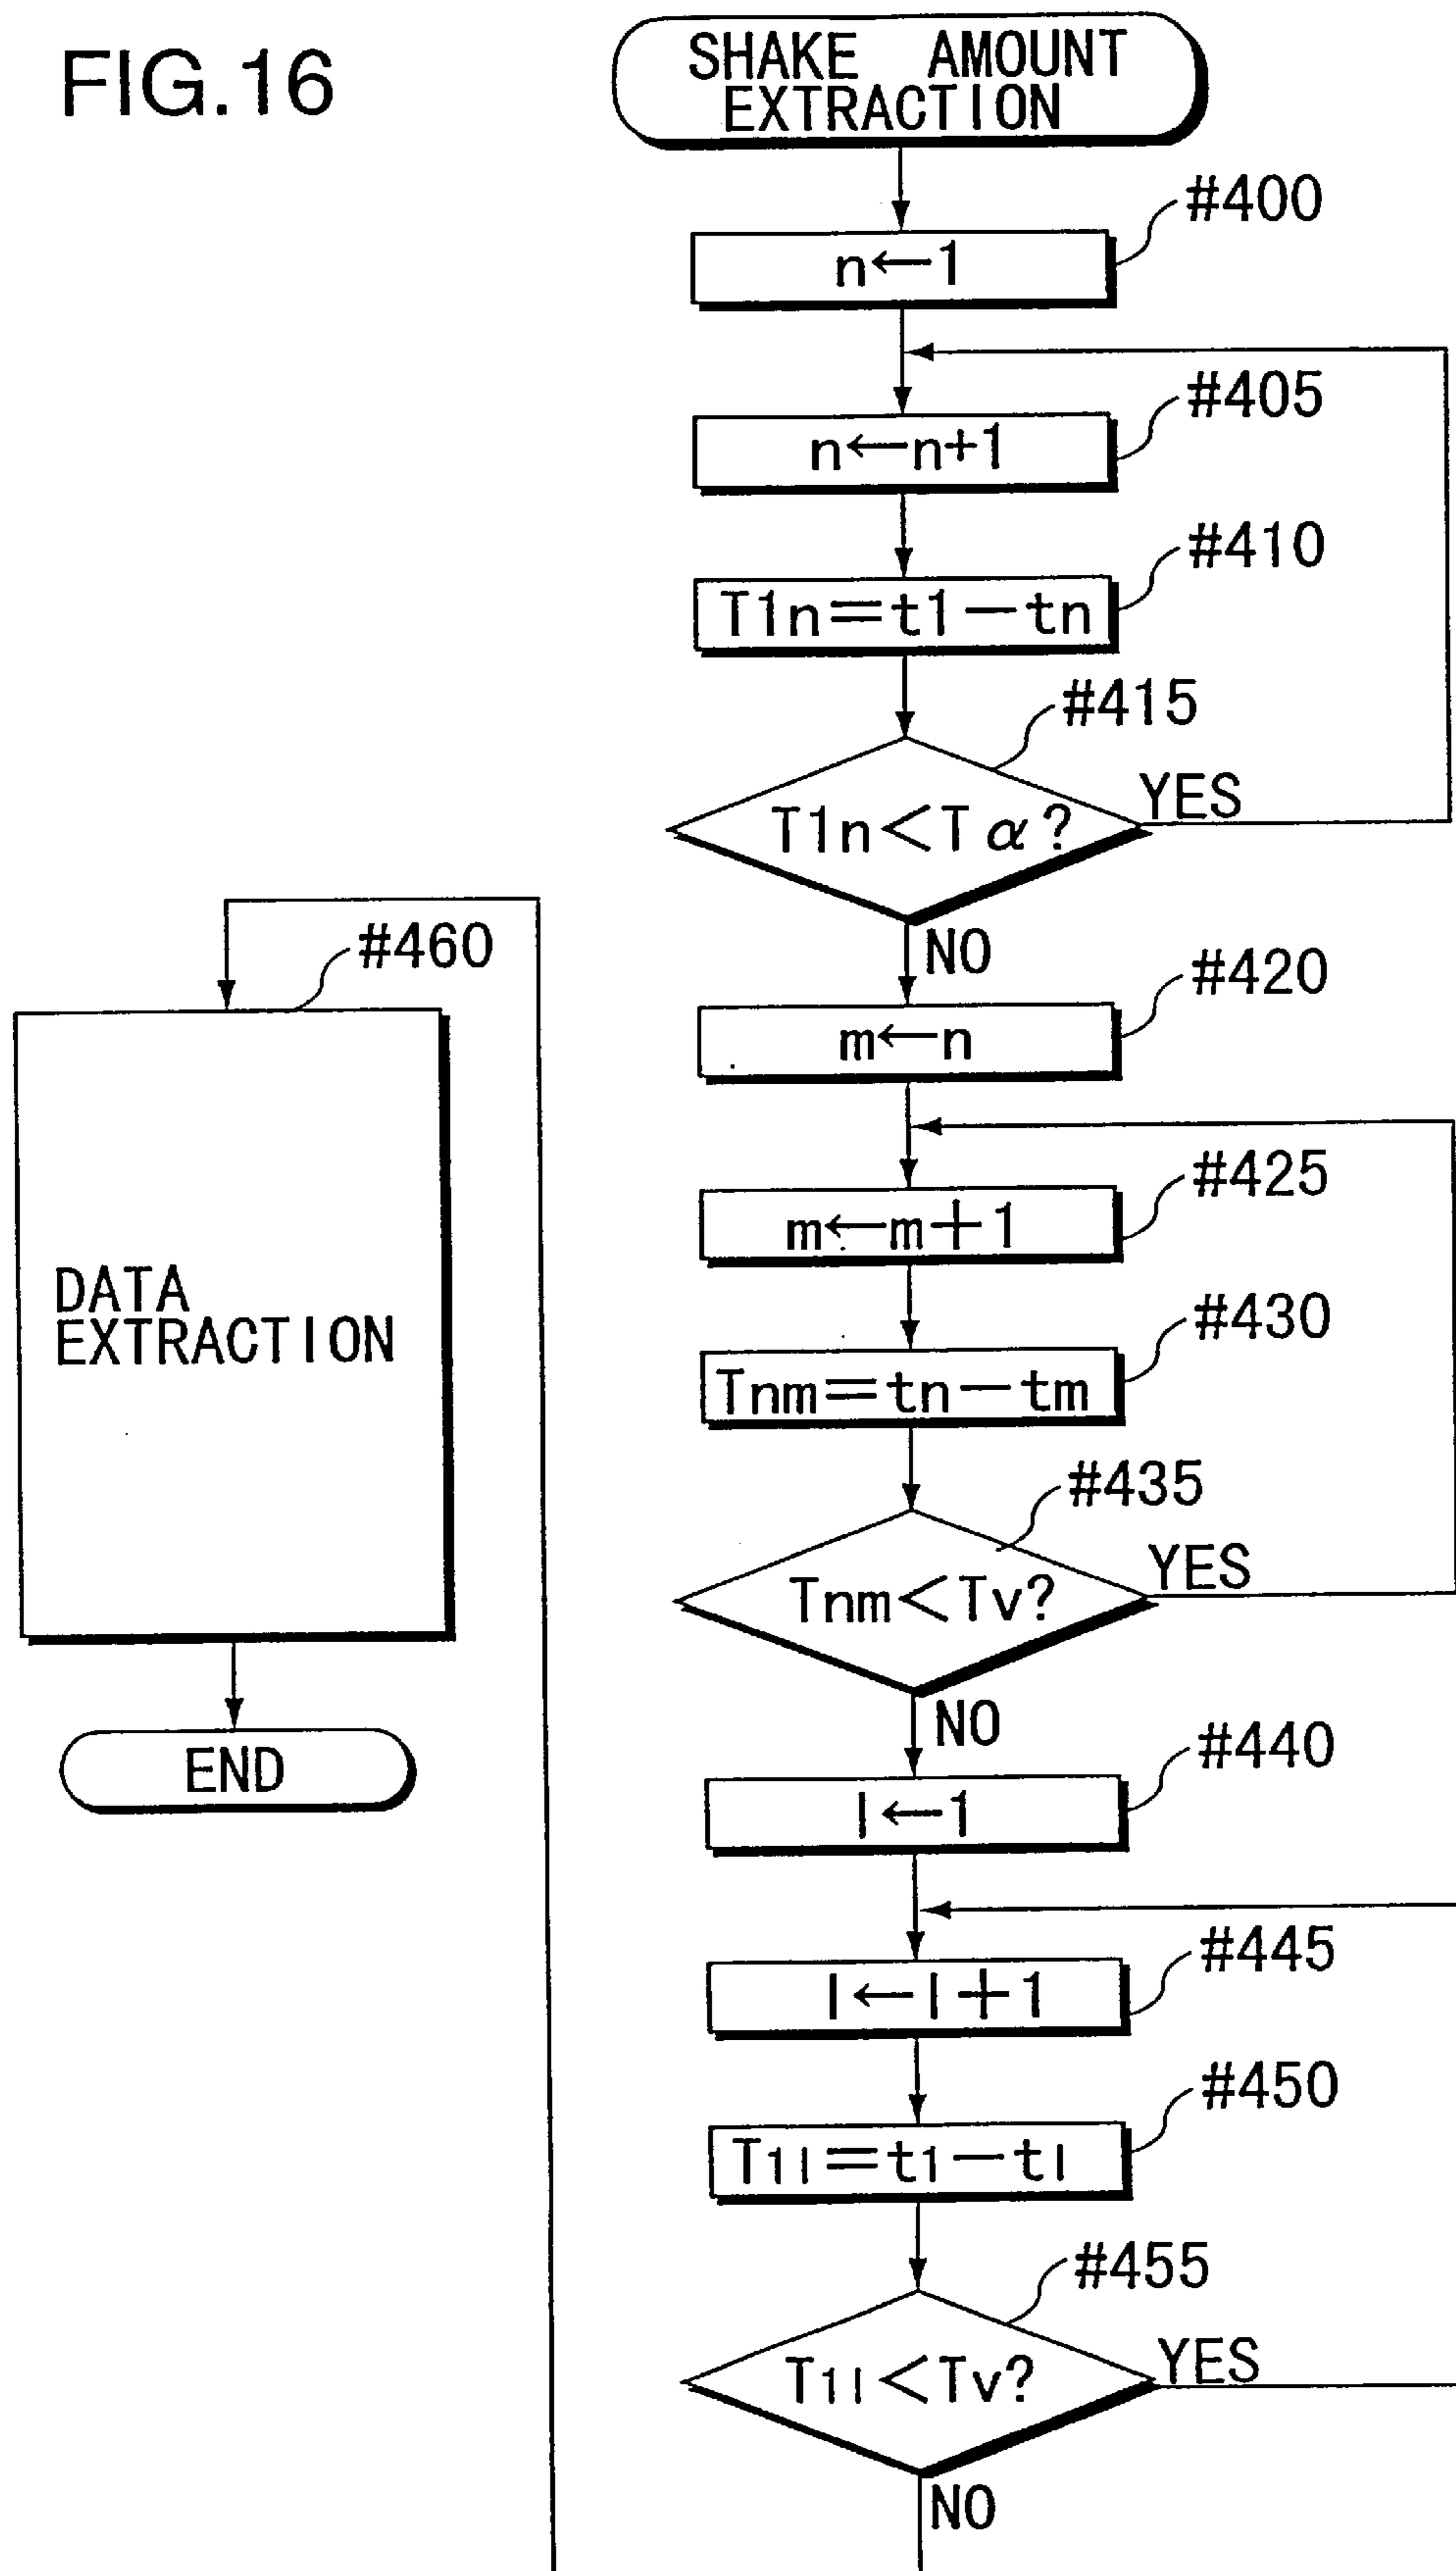 FIG.16
SHAKE AMOUNT
EXTRACTION
#400
n←1
#405
n←n+1
#410
T1n=t1-tn
#415
T1n<Tα?
YES
NO
#420
m←n
#425
m←m+1
#430
Tnm=tn-tm
#435
Tnm<Tv?
YES
NO
#440
l←1
#445
l←l+1
#450
T1l=t1-tl
#455
T1l<Tv?
YES
NO
#460
DATA
EXTRACTION
END